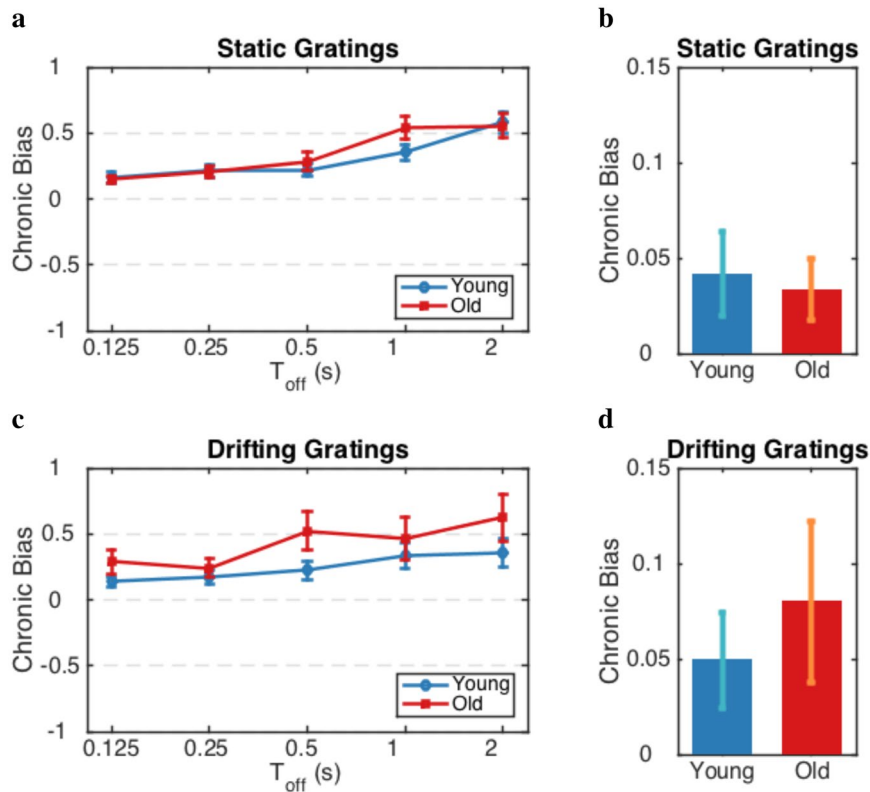 a
Static Gratings
Chronic Bias
1
0.5
0
-0.5
-1
0.125 0.25 0.5 1 2
T_off (s)
Young
Old
b
Static Gratings
Chronic Bias
0.15
0.1
0.05
0
Young Old
c
Drifting Gratings
Chronic Bias
1
0.5
0
-0.5
-1
0.125 0.25 0.5 1 2
T_off (s)
Young
Old
d
Drifting Gratings
Chronic Bias
0.15
0.1
0.05
0
Young Old